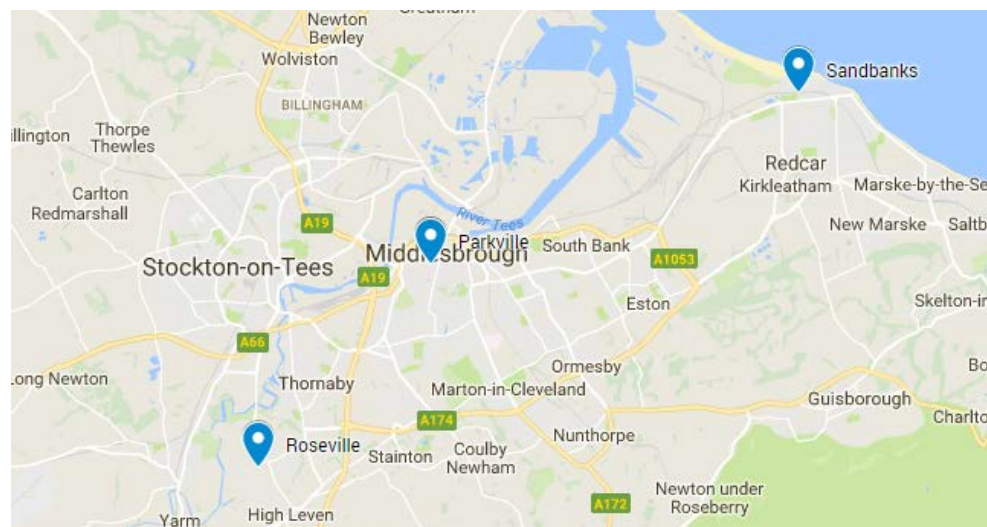 Newton
Bewley
Wolviston
Sandbanks
BILLINGHAM
illington
Thorpe
Thewles
Redcar
Kirkleatham
Marske-by-the-Se
Carlton
Redmarshall
A19
River Tees
New Marske
Saltb
Parkville
South Bank
Middlesbrough
A1053
Stockton-on-Tees
A19
Eston
Skelton-in
A66
Ormesby
Bo
Long Newton
Thornaby
Marton-in-Cleveland
Guisborough
A174
Charlto
Roseville
Nunthorpe
Stainton
Coulby
Newham
Newton under
Roseberry
A172
High Leven
Yarm